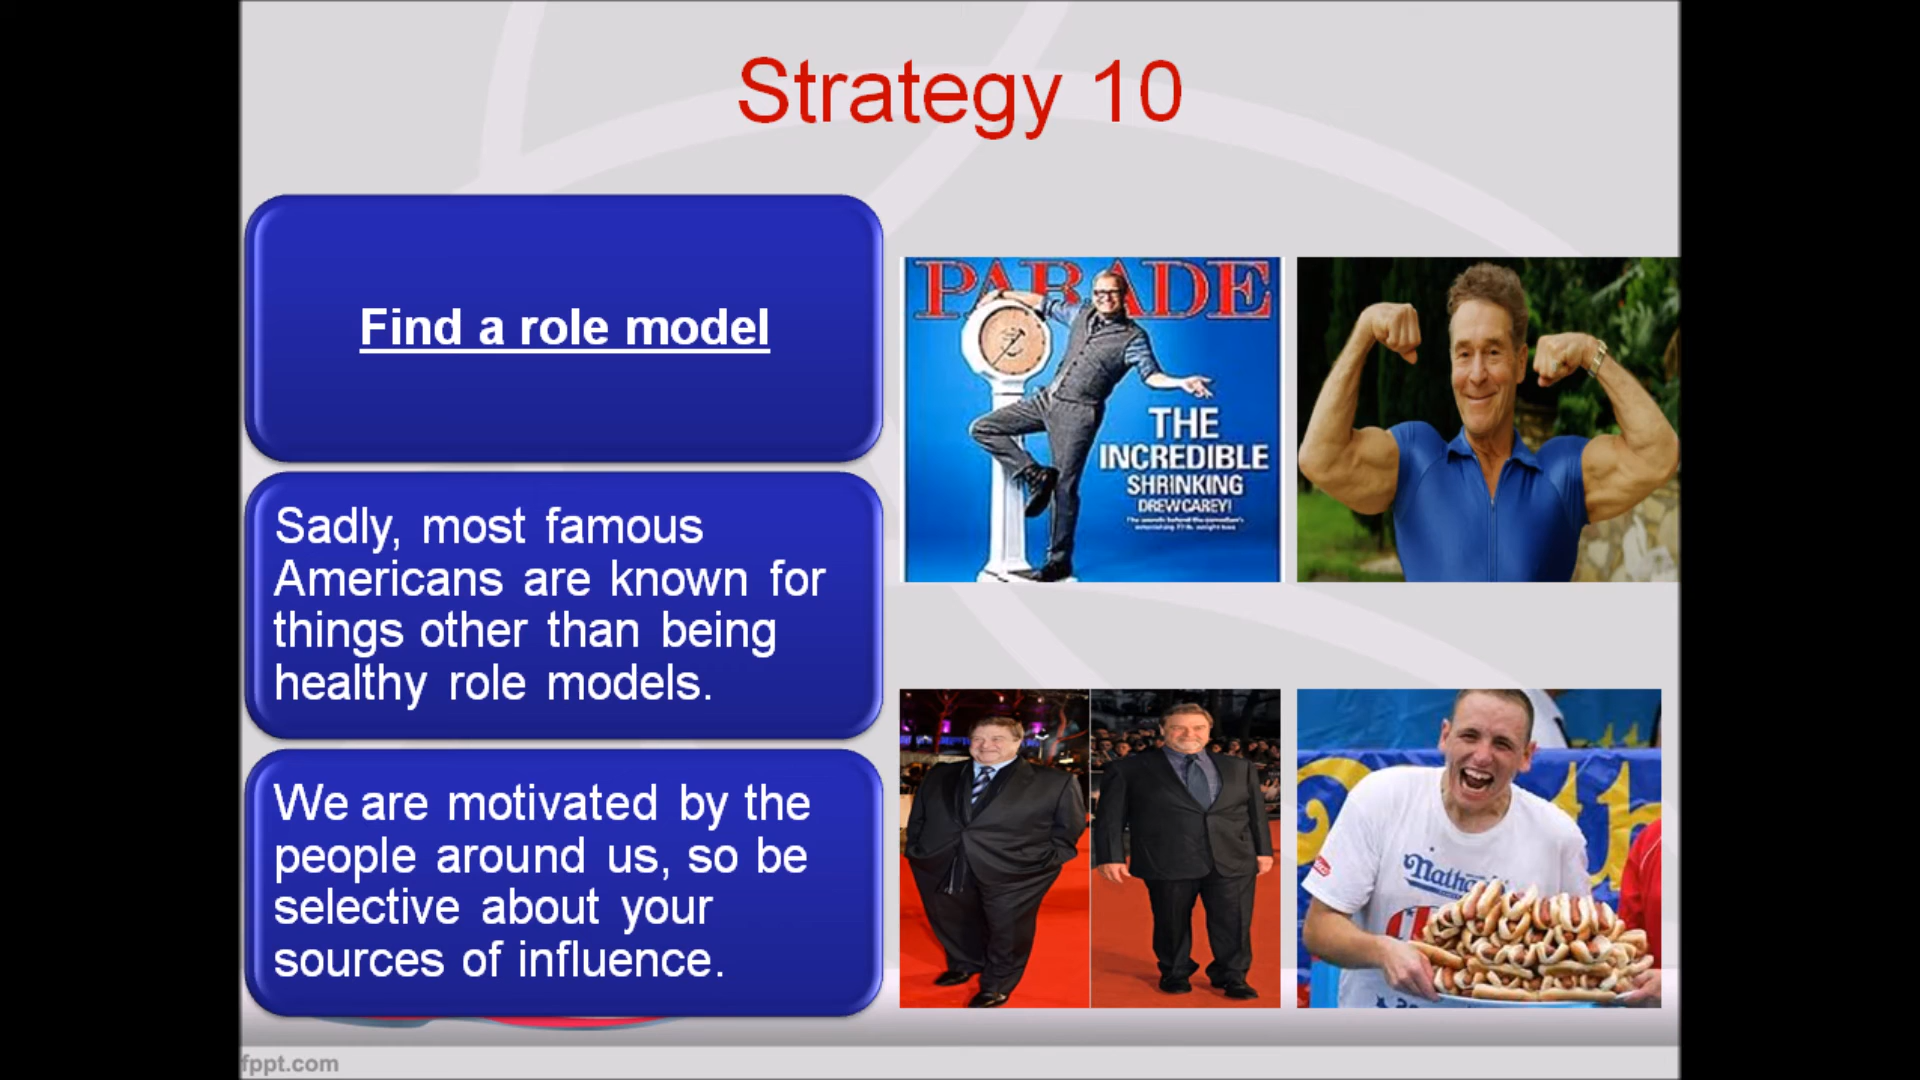 Strategy 10
Find a role model
Sadly, most famous
Americans are known for
things other than being
healthy role models.
We are motivated by the
people around us, so be
selective about your
sources of influence.
PARADE
THE
INCREDIBLE
SHRINKING
DREW CAREY!
Natha
fppt.com